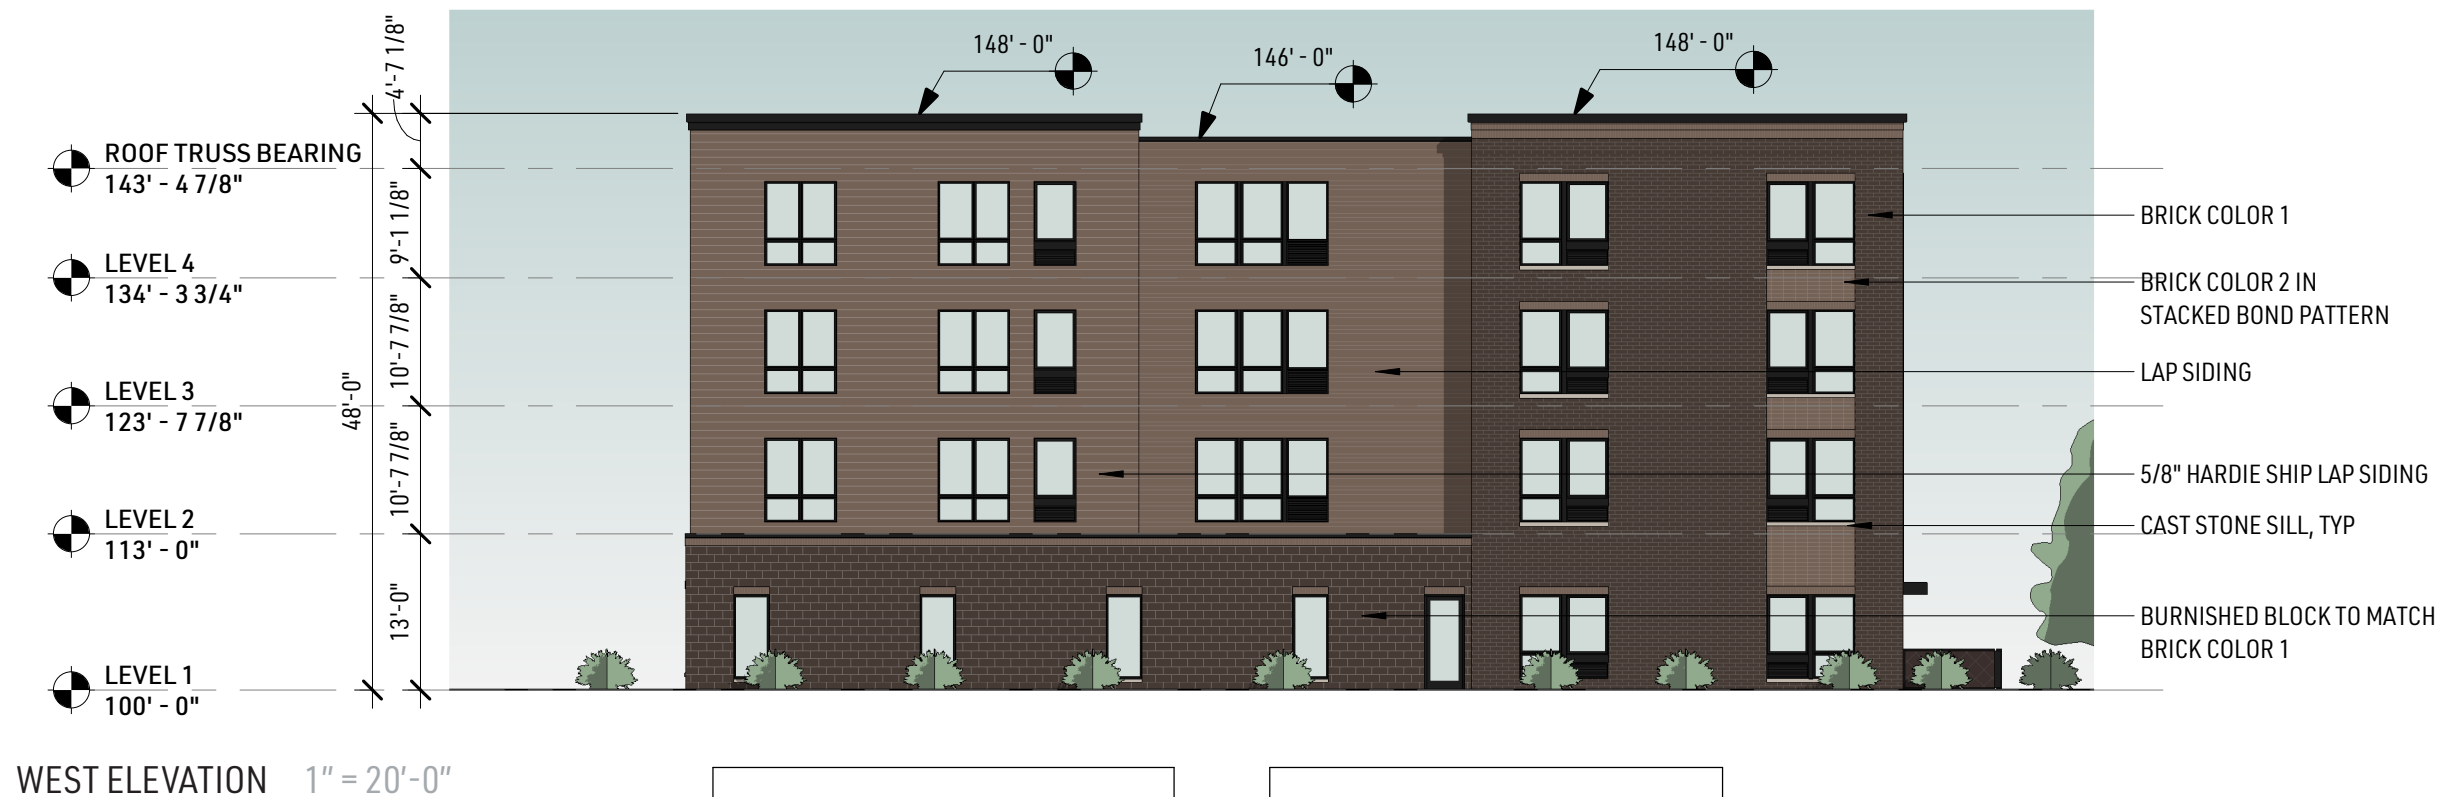 4'-7 1/8"
148' - 0"
146' - 0"
148' - 0"
ROOF TRUSS BEARING
143' - 4 7/8"
9'-1 1/8"
BRICK COLOR 1
LEVEL 4
134' - 3 3/4"
BRICK COLOR 2 IN
STACKED BOND PATTERN
10'-7 7/8"
LAP SIDING
LEVEL 3
123' - 7 7/8"
48'-0"
10'-7 7/8"
5/8" HARDIE SHIP LAP SIDING
LEVEL 2
113' - 0"
CAST STONE SILL, TYP
13'-0"
BURNISHED BLOCK TO MATCH
BRICK COLOR 1
LEVEL 1
100' - 0"
WEST ELEVATION 1" = 20'-0"